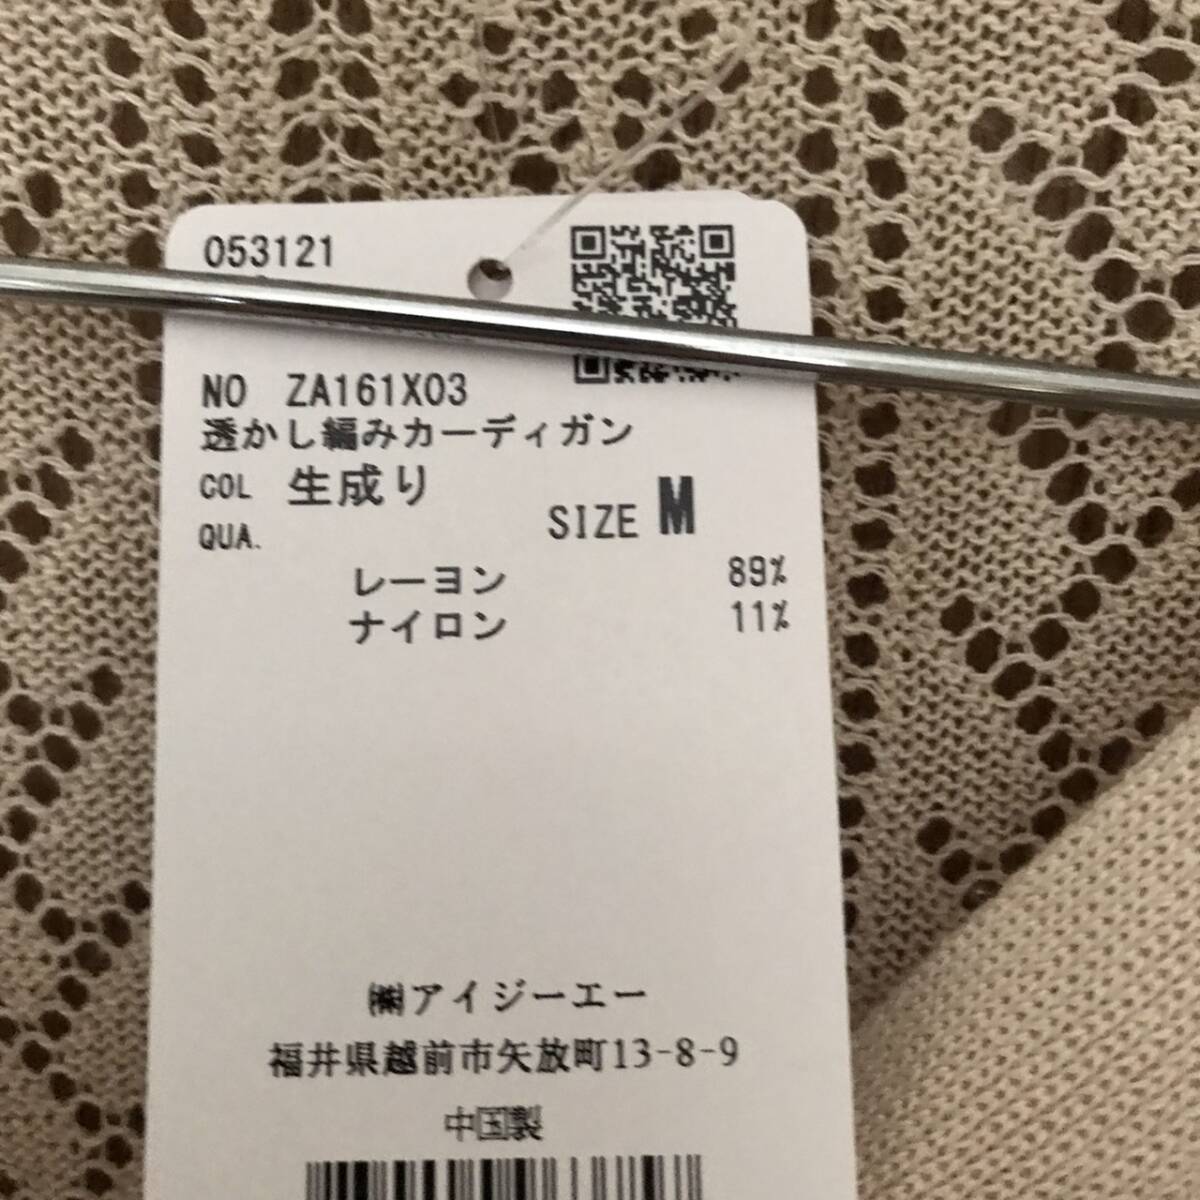 053121
NO ZA161X03
透かし編みカーディガン
COL 生成り
SIZE M
QUA.
レーヨン 89%
ナイロン 11%
㈱アイジーエー
福井県越前市矢放町13-8-9
中国製